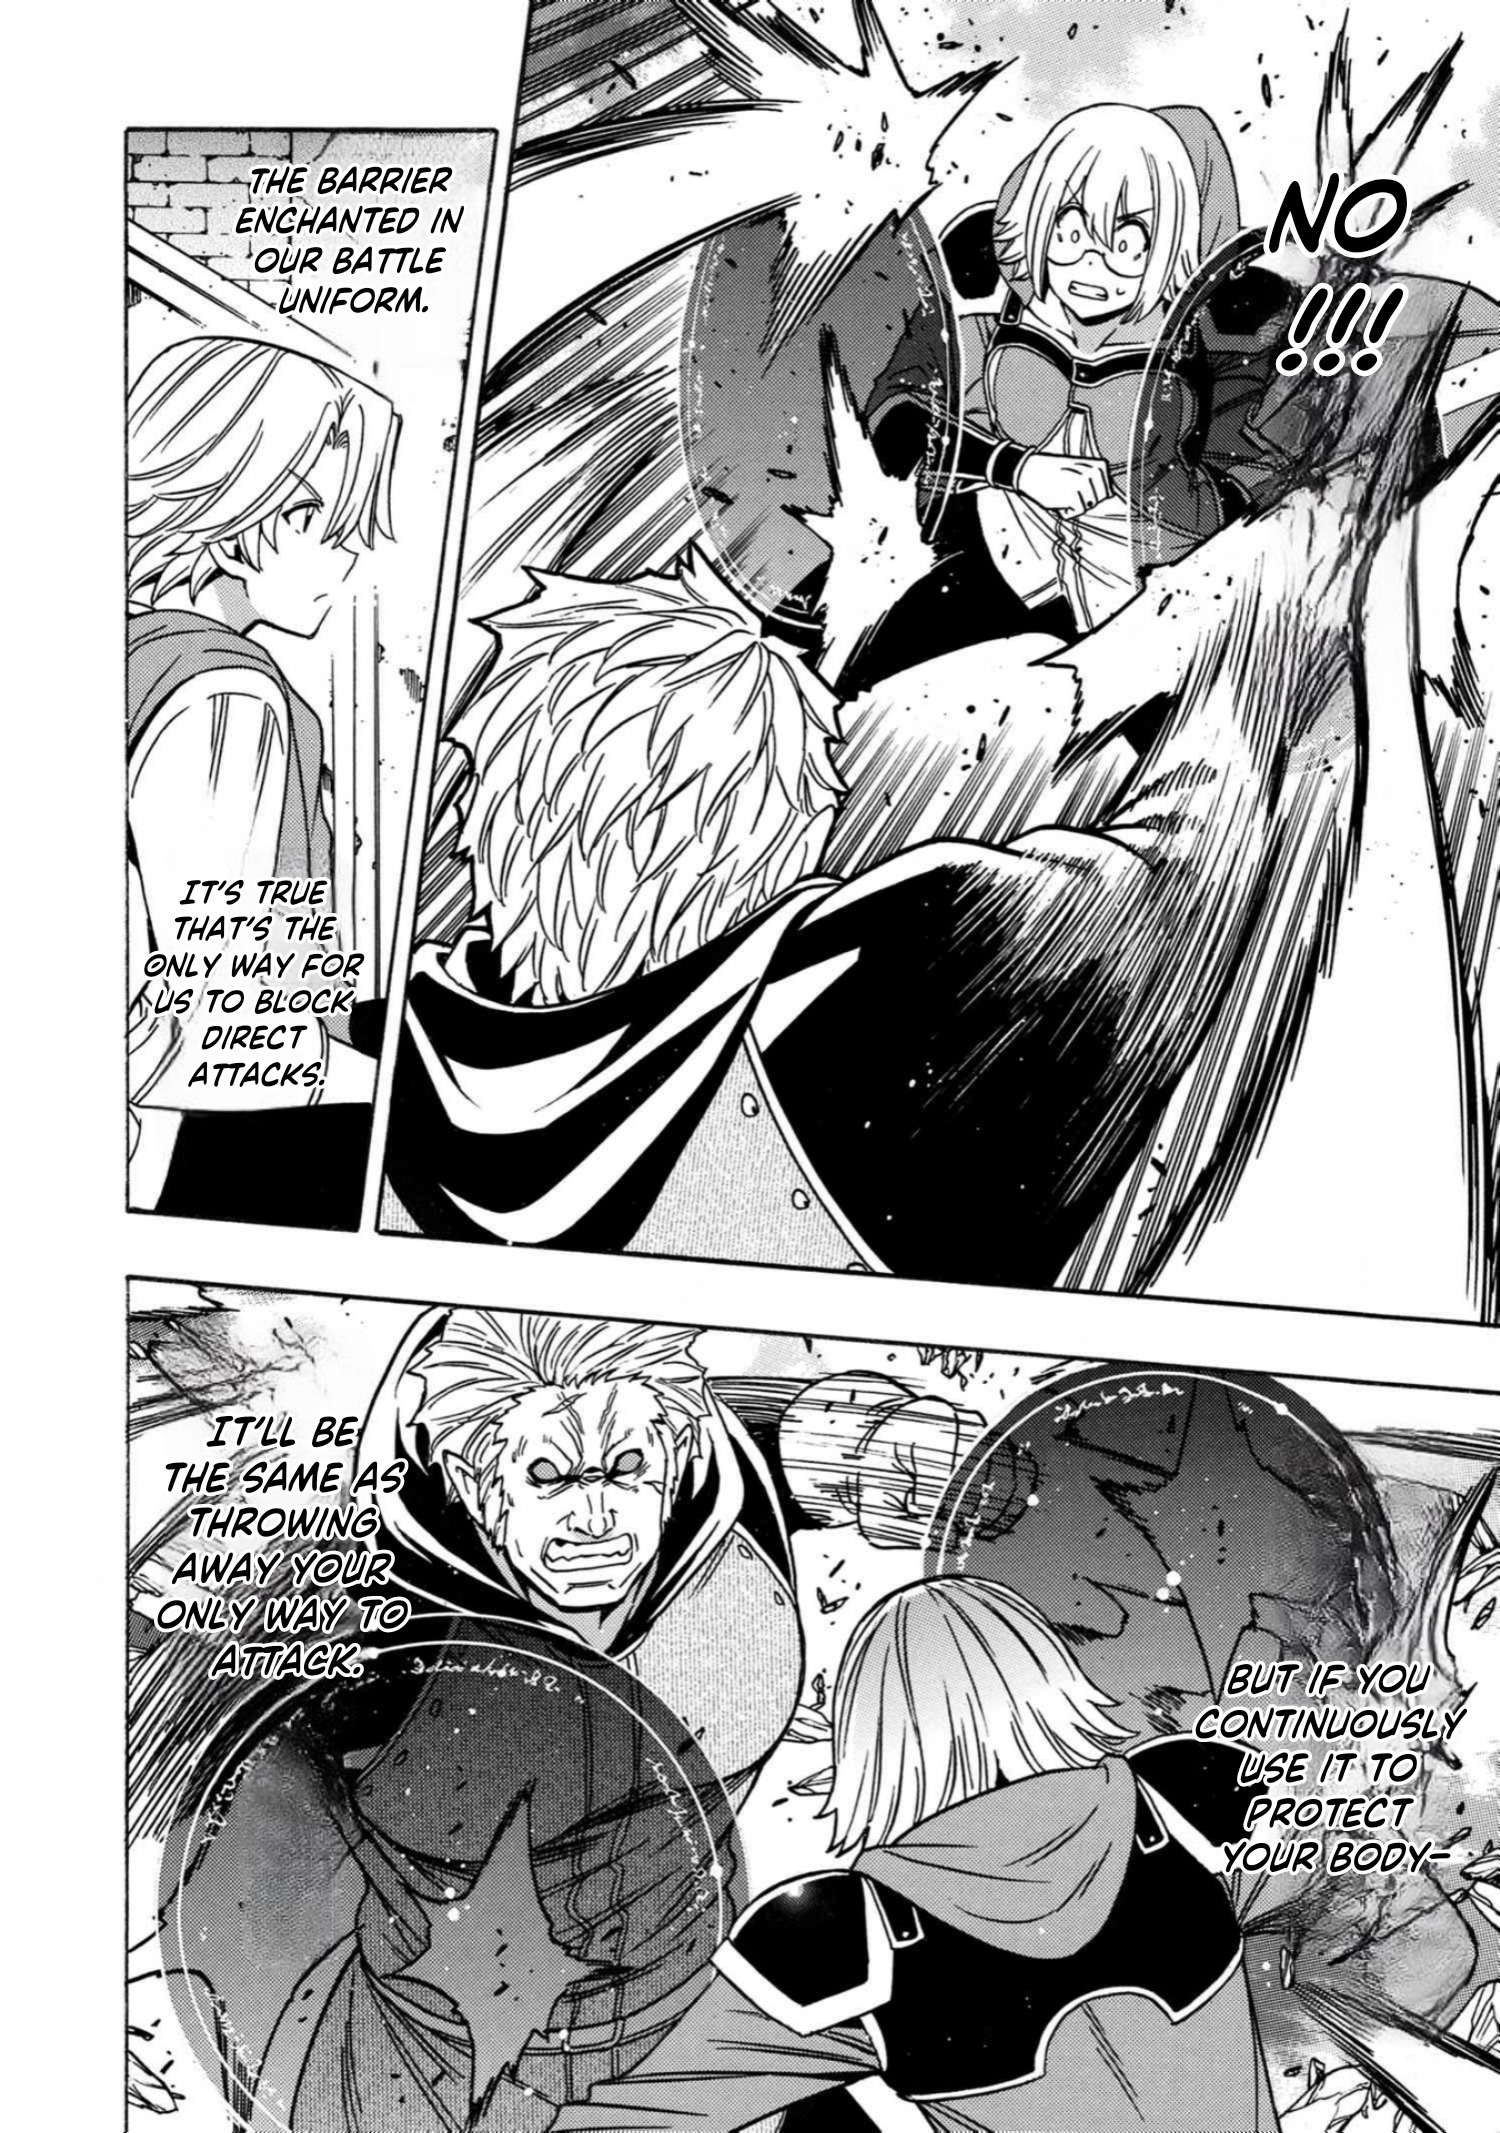 NO
!!!
THE BARRIER
ENCHANTED IN
OUR BATTLE
UNIFORM.
IT'S TRUE
THAT'S THE
ONLY WAY FOR
US TO BLOCK
DIRECT
ATTACKS.
BUT IF YOU
CONTINUOUSLY
USE IT TO
PROTECT
YOUR BODY-
IT'LL BE
THE SAME AS
THROWING
AWAY YOUR
ONLY WAY TO
ATTACK.